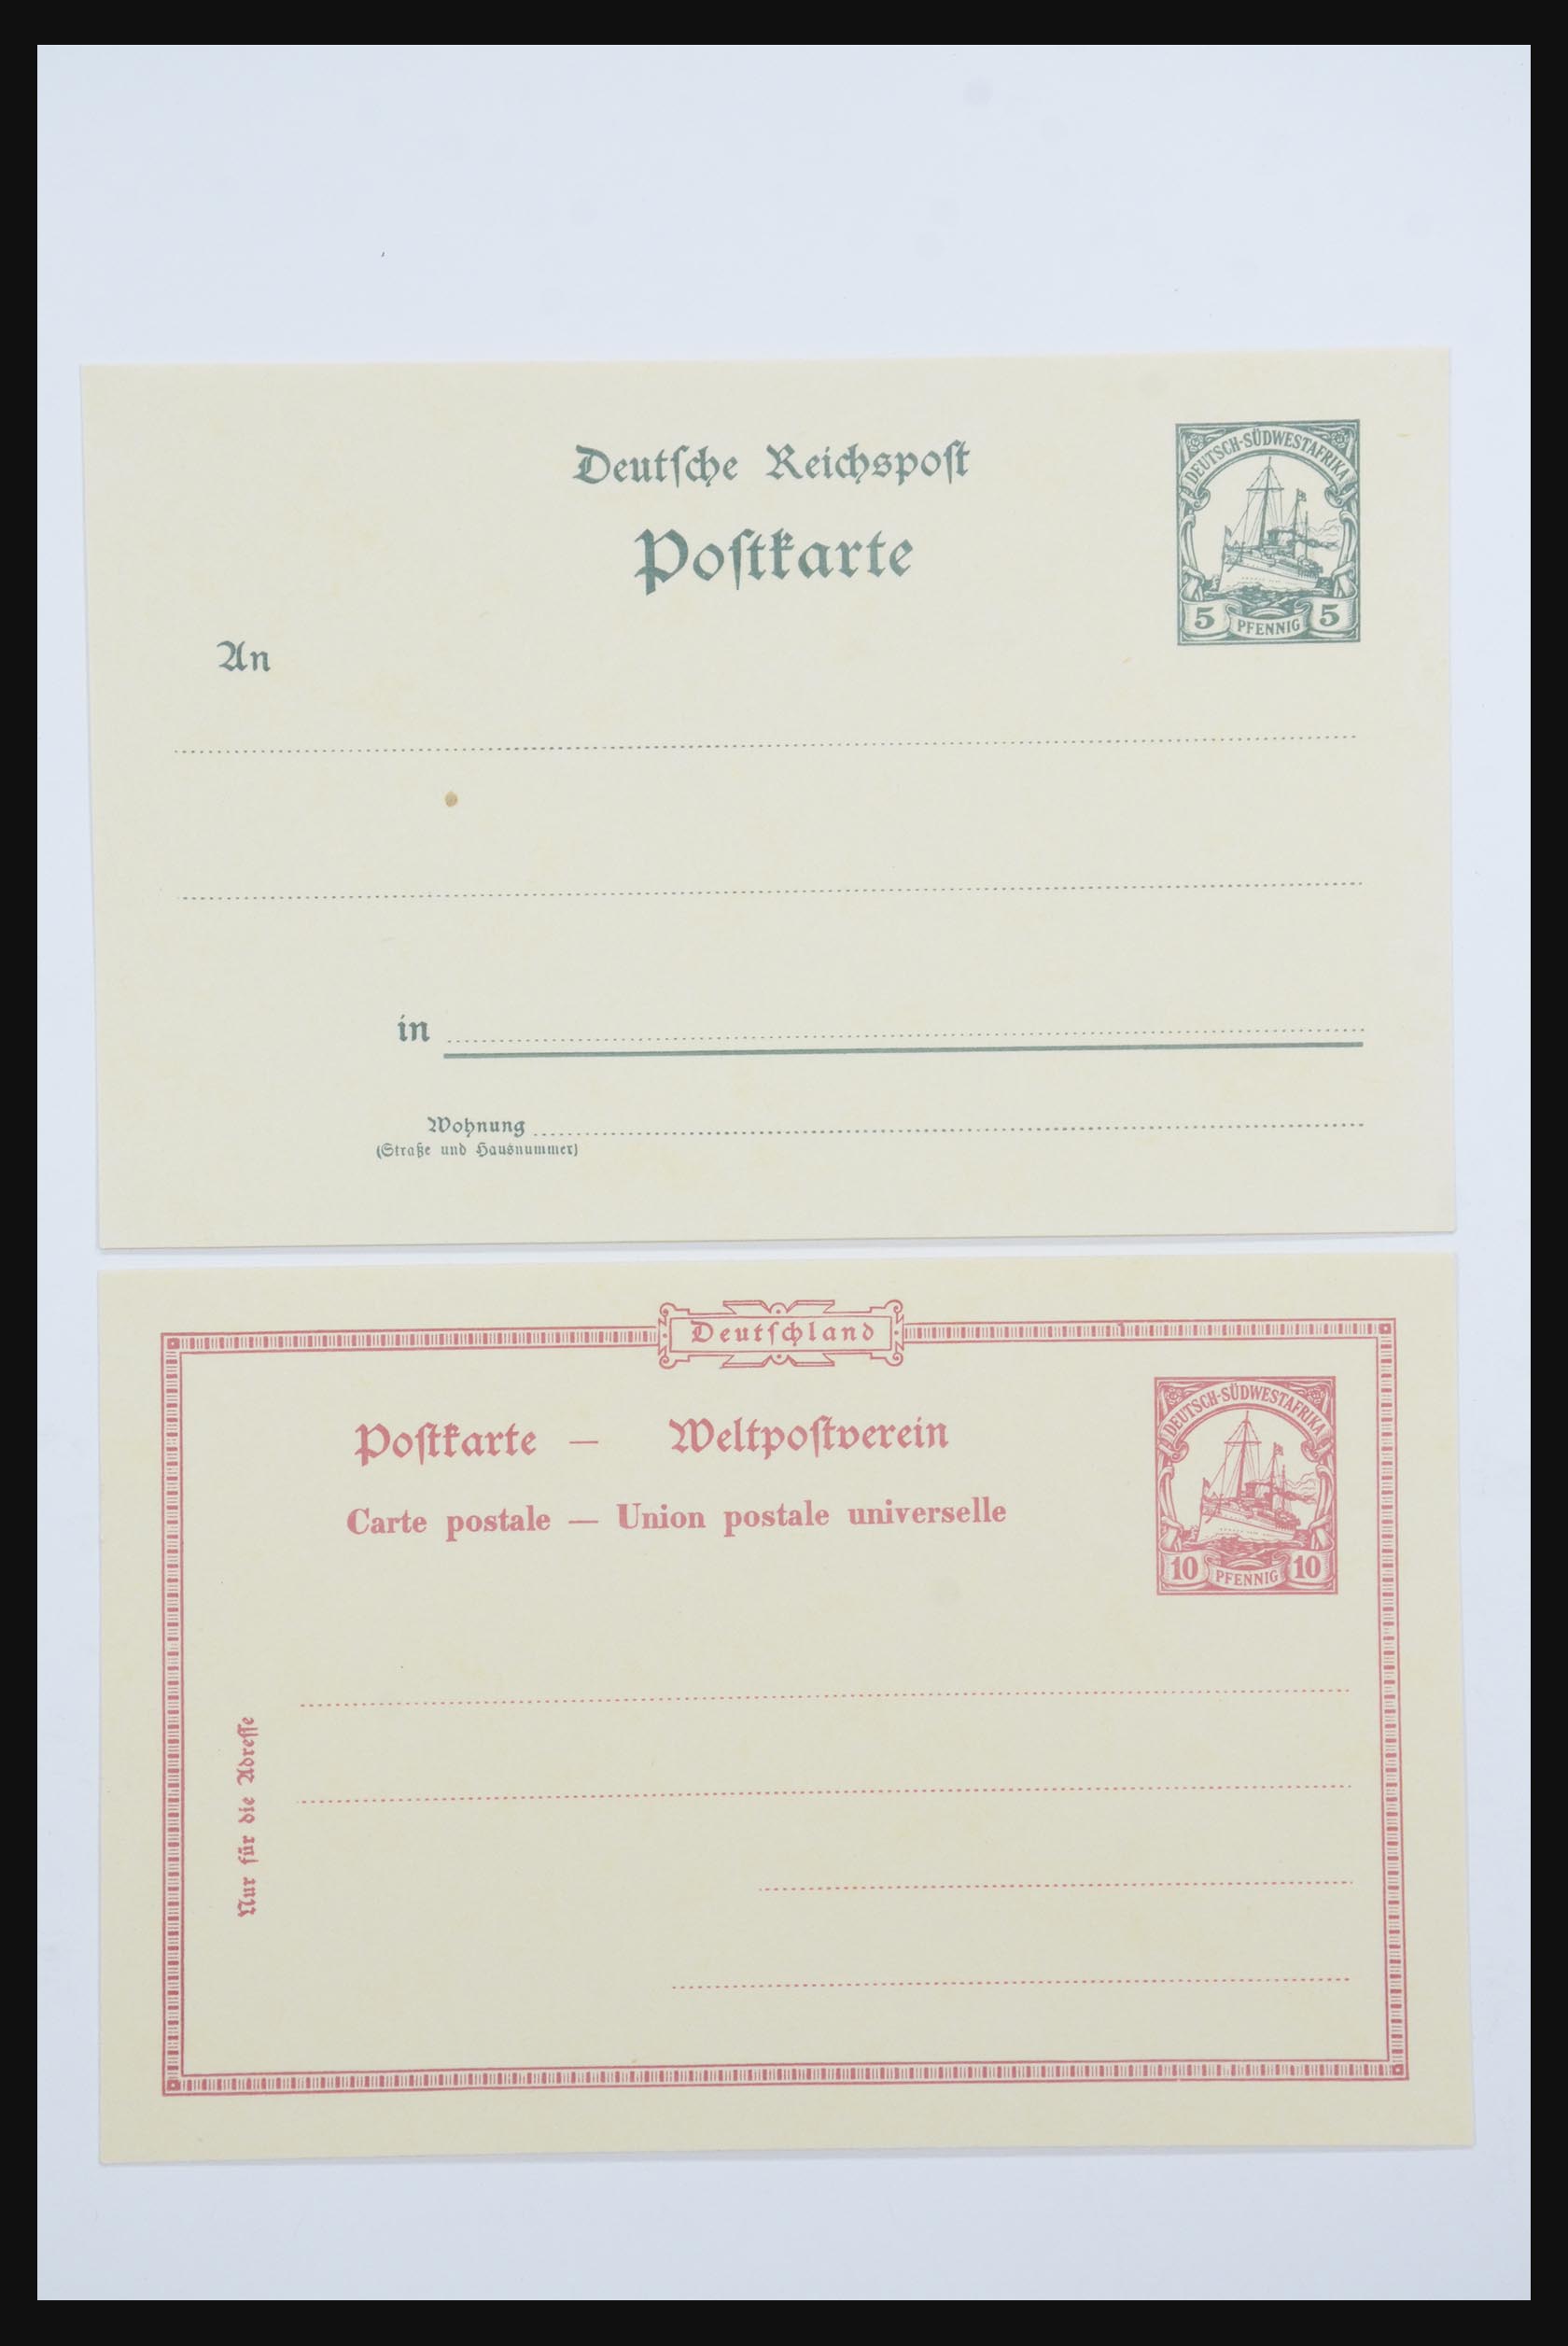 Deutſche Reichspoſt
Poſtkarte
DEUTSCH-SÜDWESTAFRIKA
5 PFENNIG 5
An
in
Wohnung
(Straße und Hausnummer)
Deutſchland
Poſtkarte — Weltpoſtverein
Carte postale — Union postale universelle
DEUTSCH-SÜDWESTAFRIKA
10 PFENNIG 10
Nur für die Adreſſe